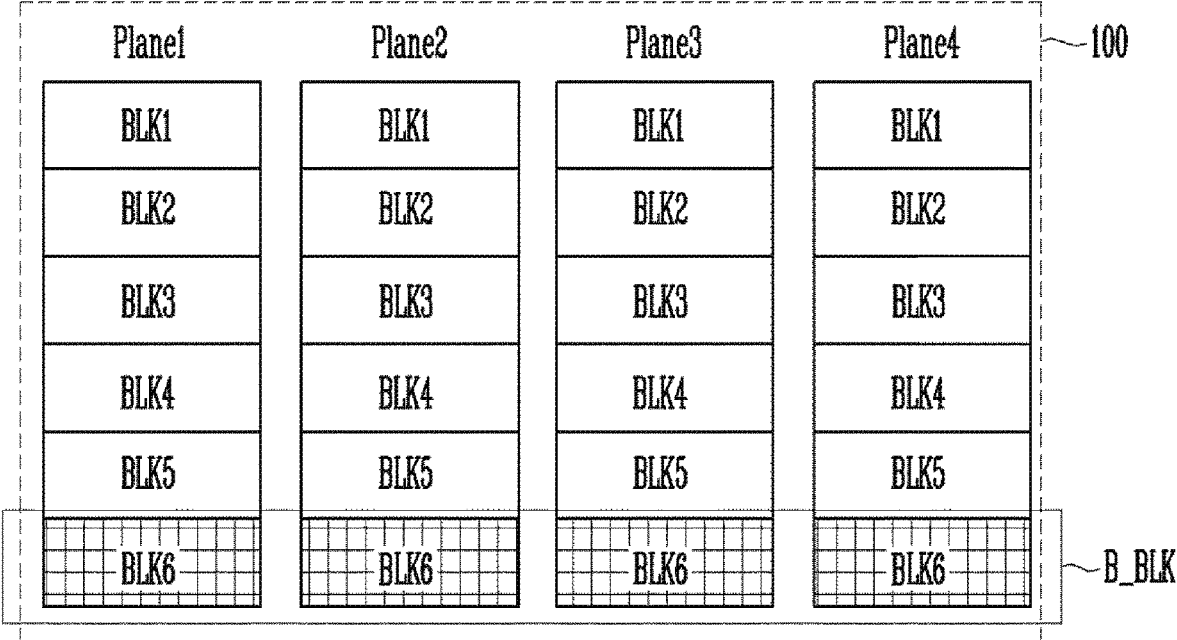 Plane1 Plane2 Plane3 Plane4 100
BLK1 BLK1 BLK1 BLK1
BLK2 BLK2 BLK2 BLK2
BLK3 BLK3 BLK3 BLK3
BLK4 BLK4 BLK4 BLK4
BLK5 BLK5 BLK5 BLK5
BLK6 BLK6 BLK6 BLK6 B_BLK